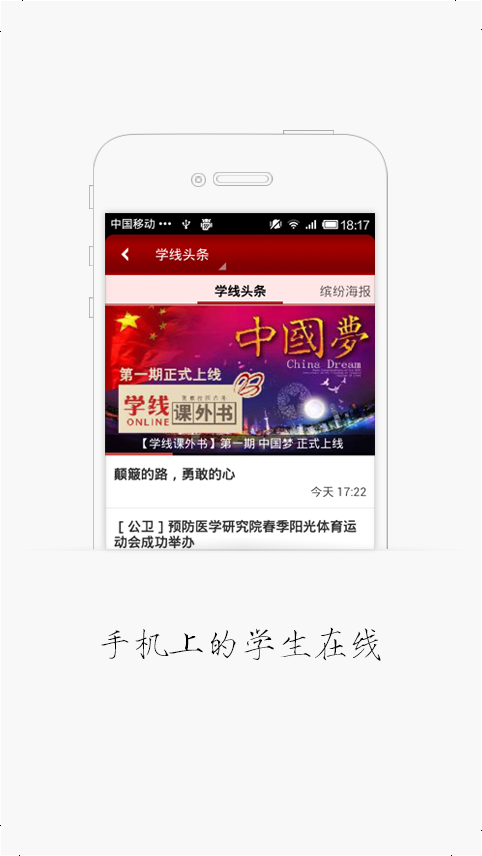 中国移动 18:17
学线头条
学线头条 缤纷海报
中國夢
China Dream
第一期正式上线
学线
ONLINE
课外书
【学线课外书】第一期 中国梦 正式上线
颠簸的路，勇敢的心
今天 17:22
[ 公卫 ] 预防医学研究院春季阳光体育运
动会成功举办
手机上的学生在线